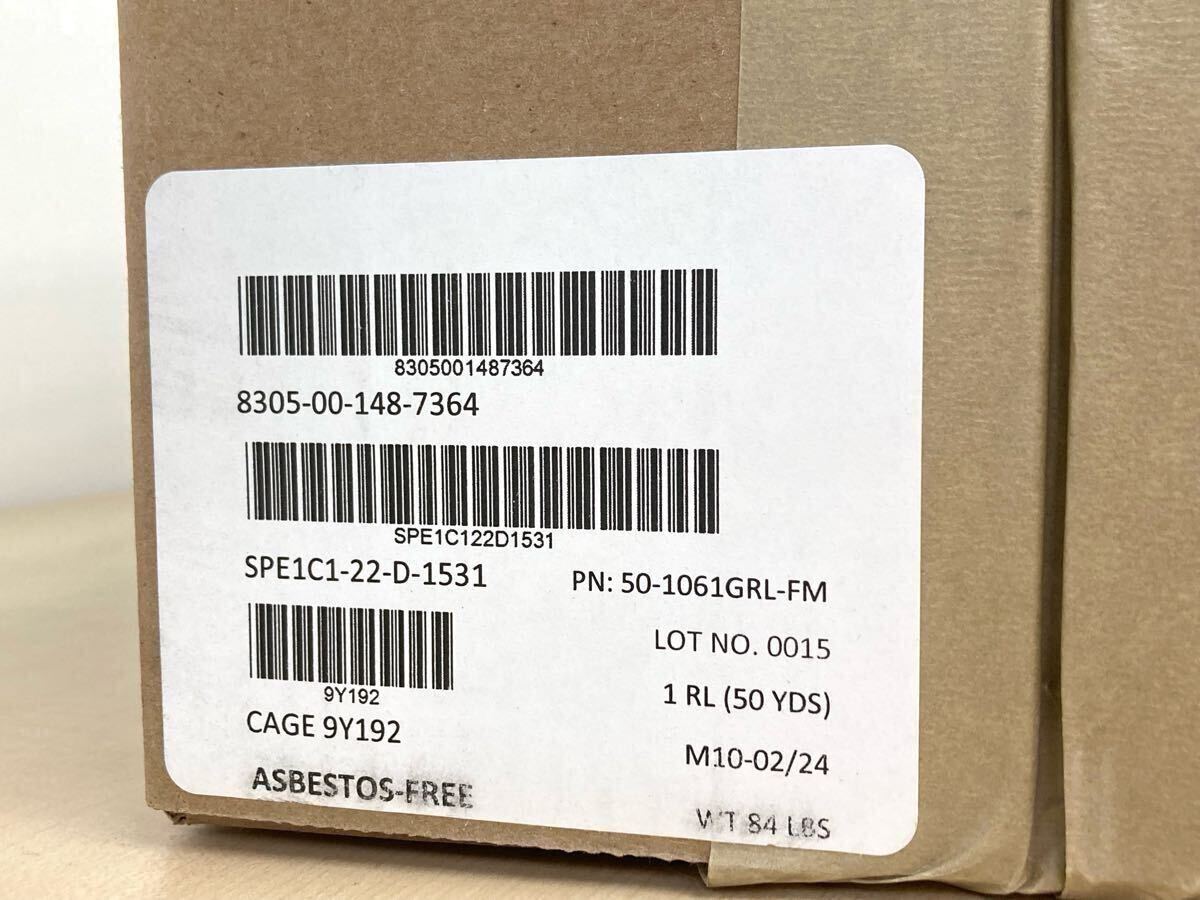 8305001487364
8305-00-148-7364
SPE1C122D1531
SPE1C1-22-D-1531
PN: 50-1061GRL-FM
LOT NO. 0015
9Y192
1 RL (50 YDS)
CAGE 9Y192
M10-02/24
ASBESTOS-FREE
WT 84 LBS